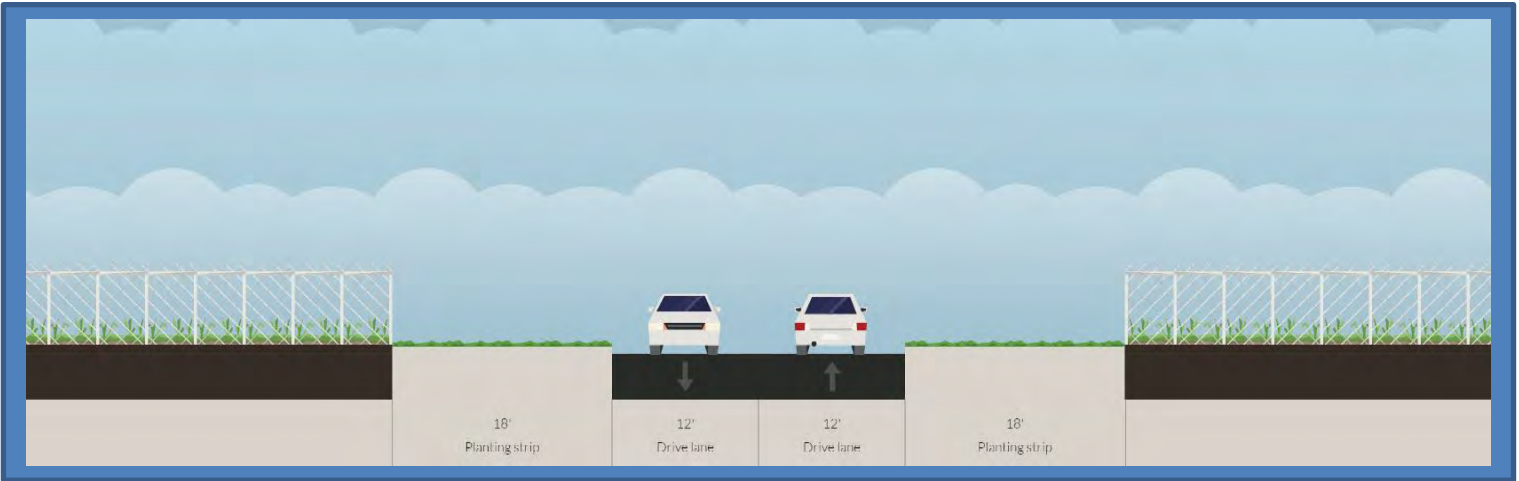 18' 12' 12' 18'
Planting strip Drive lane Drive lane Planting strip